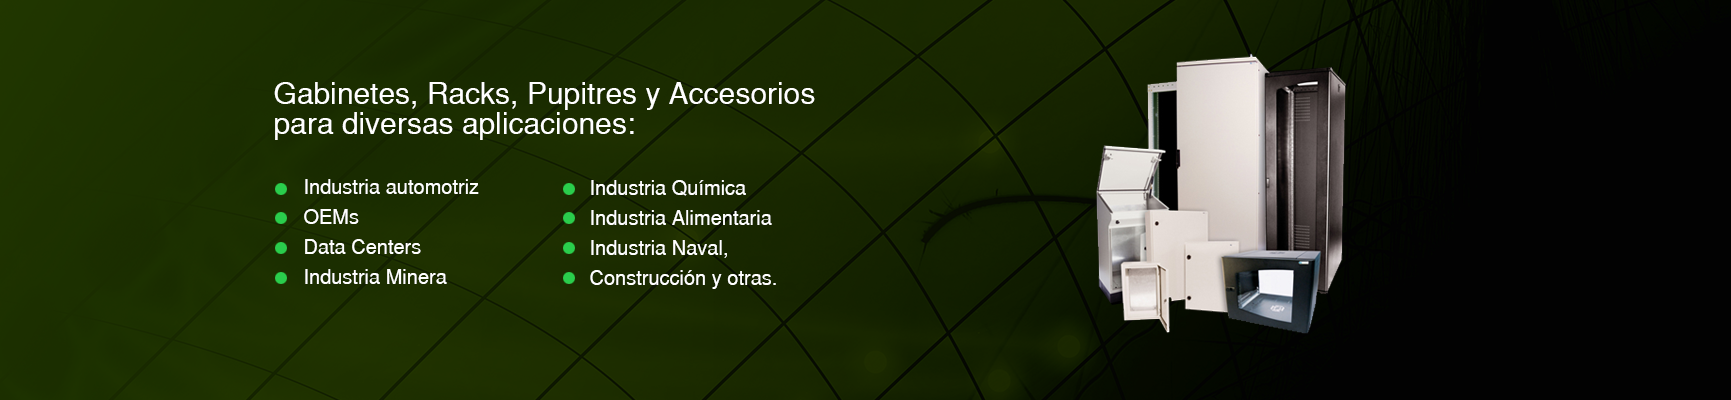 Gabinetes, Racks, Pupitres y Accesorios
para diversas aplicaciones:
Industria automotriz
OEMs
Data Centers
Industria Minera
Industria Química
Industria Alimentaria
Industria Naval,
Construcción y otras.